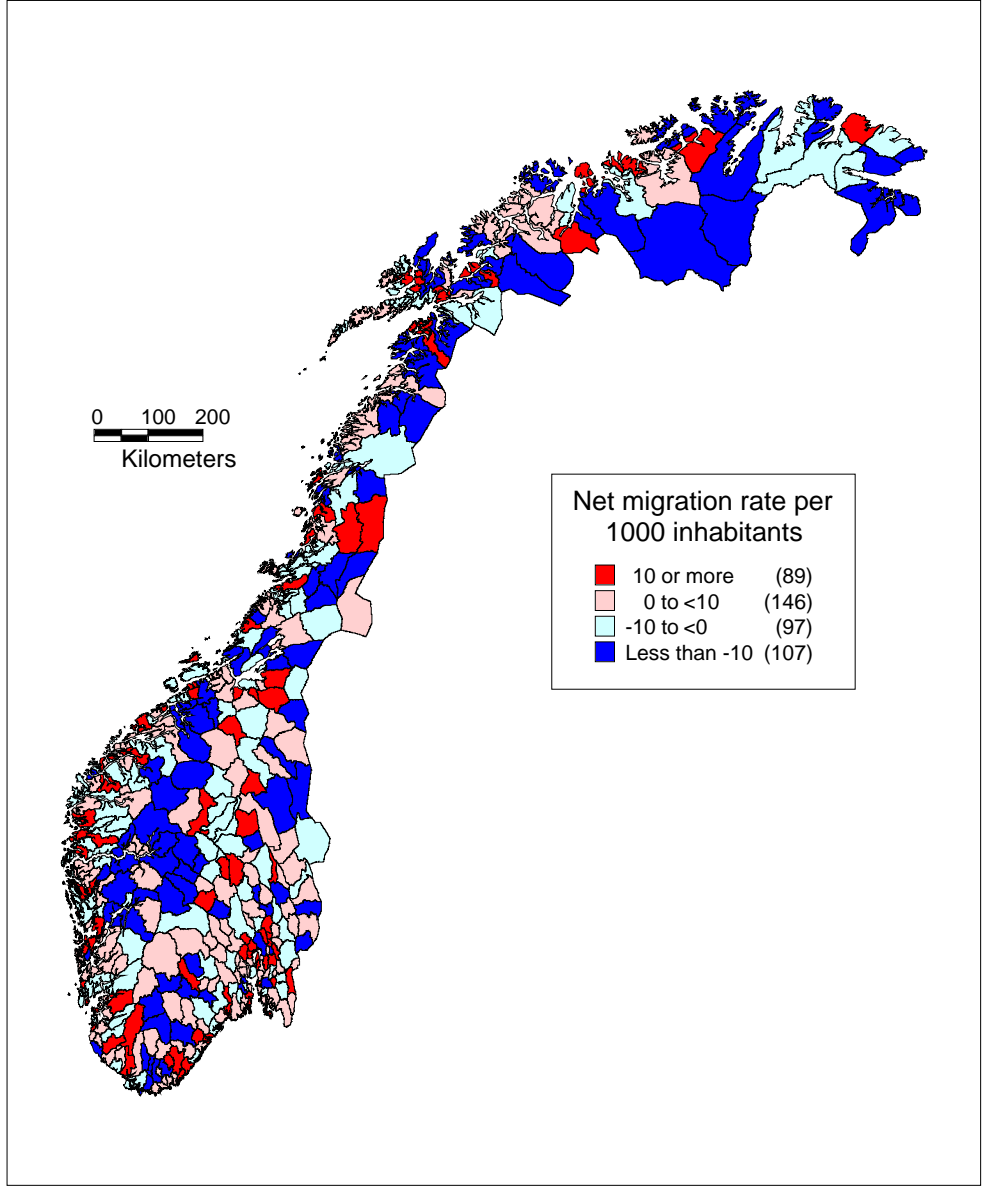 0 100 200
Kilometers
Net migration rate per
1000 inhabitants
10 or more (89)
0 to <10 (146)
-10 to <0 (97)
Less than -10 (107)